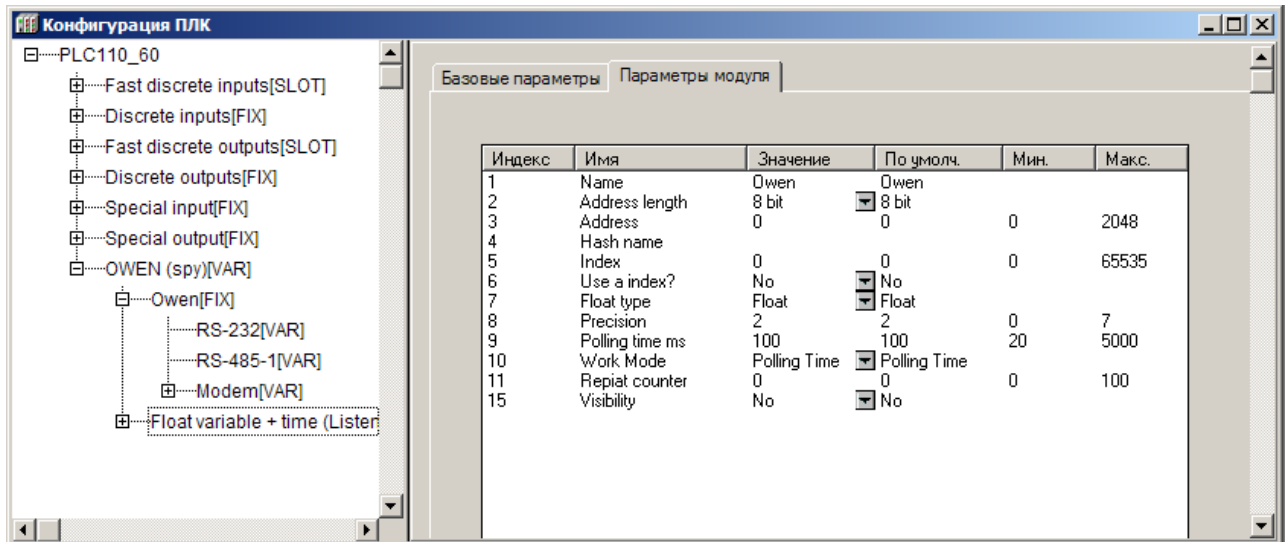 Конфигурация ПЛК
PLC110_60
Fast discrete inputs[SLOT]
Discrete inputs[FIX]
Fast discrete outputs[SLOT]
Discrete outputs[FIX]
Special input[FIX]
Special output[FIX]
OWEN (spy)[VAR]
Owen[FIX]
RS-232[VAR]
RS-485-1[VAR]
Modem[VAR]
Float variable + time (Listen
Базовые параметры Параметры модуля
Индекс Имя Значение По умолч. Мин. Макс.
1 Name Owen Owen
2 Address length 8 bit 8 bit
3 Address 0 0 0 2048
4 Hash name
5 Index 0 0 0 65535
6 Use a index? No No
7 Float type Float Float
8 Precision 2 2 0 7
9 Polling time ms 100 100 20 5000
10 Work Mode Polling Time Polling Time
11 Repiat counter 0 0 0 100
15 Visibility No No